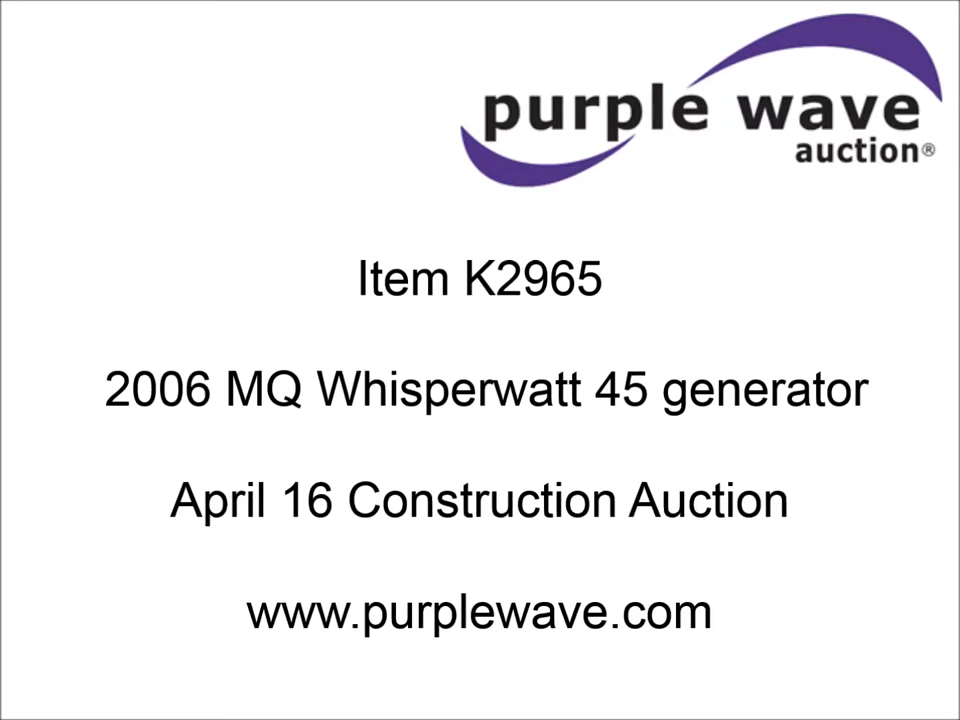 purple wave
auction®
Item K2965
2006 MQ Whisperwatt 45 generator
April 16 Construction Auction
www.purplewave.com